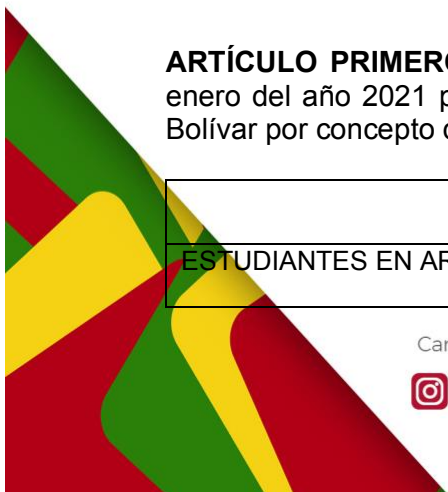 ARTÍCULO PRIMERO
enero del año 2021 p
Bolívar por concepto
ESTUDIANTES EN AR
Car